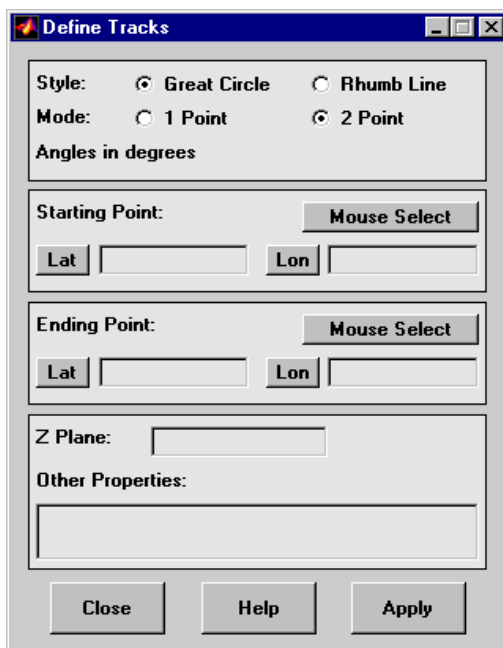 Define Tracks
Style: Great Circle Rhumb Line
Mode: 1 Point 2 Point
Angles in degrees
Starting Point: Mouse Select
Lat Lon
Ending Point: Mouse Select
Lat Lon
Z Plane:
Other Properties:
Close Help Apply